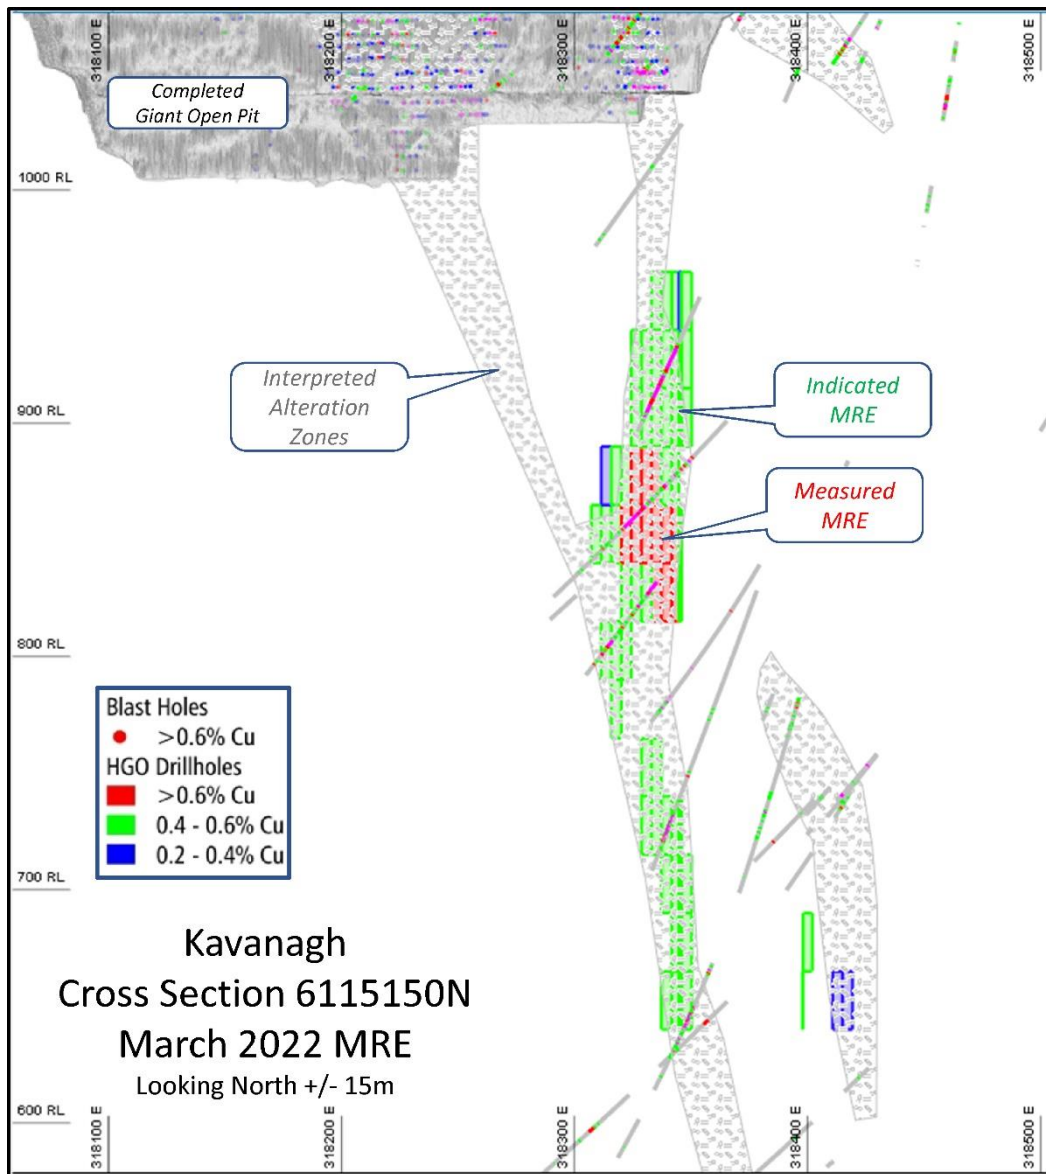 318100 E
318200 E
318300 E
318400 E
318500 E
Completed
Giant Open Pit
1000 RL
Interpreted
Alteration
Zones
Indicated
MRE
900 RL
Measured
MRE
800 RL
Blast Holes
>0.6% Cu
HGO Drillholes
>0.6% Cu
0.4 - 0.6% Cu
0.2 - 0.4% Cu
700 RL
Kavanagh
Cross Section 6115150N
March 2022 MRE
Looking North +/- 15m
600 RL
318100 E
318200 E
318300 E
318400 E
318500 E